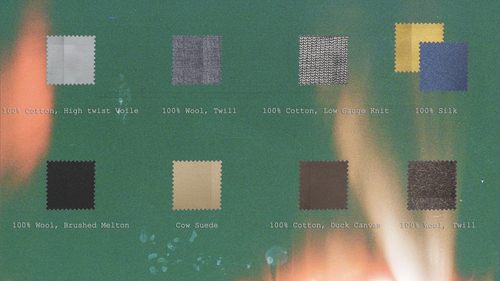 100% Cotton, High twist Voile
100% Wool, Twill
100% Cotton, Low Gauge Knit
100% Silk
100% Wool, Brushed Melton
Cow Suede
100% Cotton, Duck Canvas
100% Wool, Twill